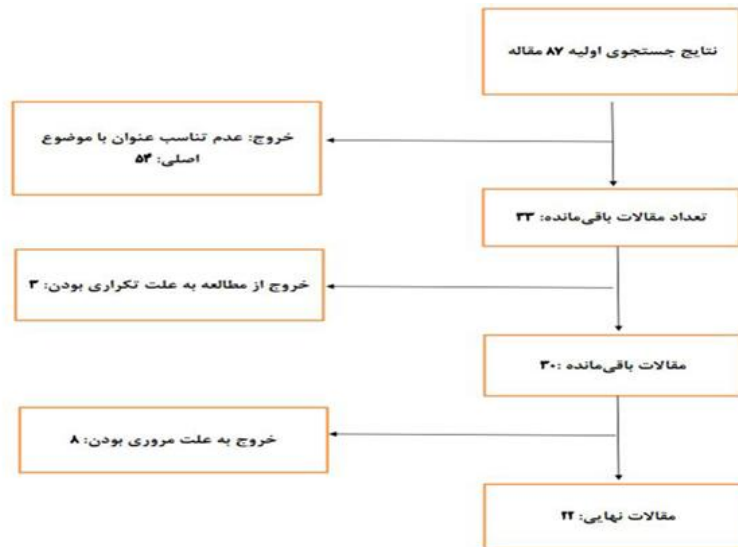 نتایج جستجوی اولیه ۸۷ مقاله
خروج: عدم تناسب عنوان با موضوع
اصلی: ۵۴
تعداد مقالات باقی‌مانده: ۳۳
خروج از مطالعه به علت تکراری بودن: ۳
مقالات باقی‌مانده :۳۰
خروج به علت مروری بودن: ۸
مقالات نهایی: ۲۲